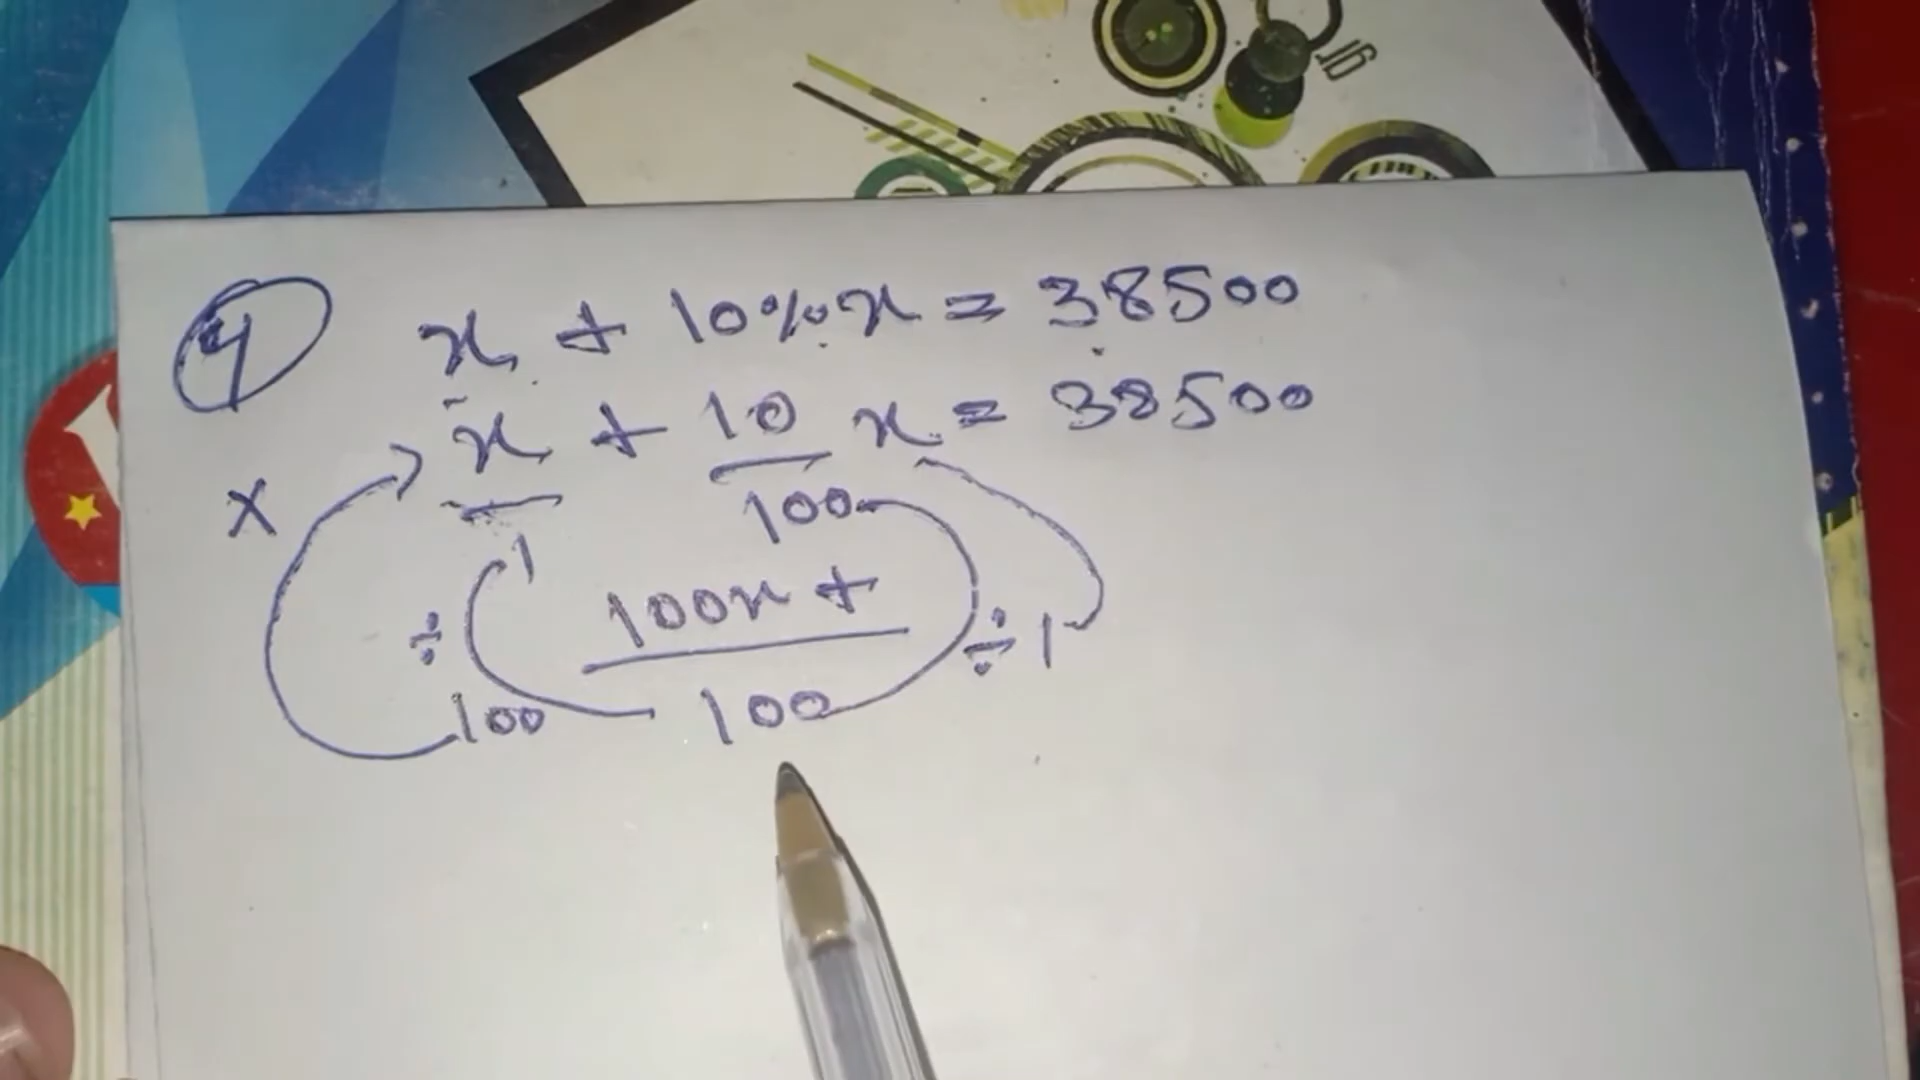 4 x + 10%x = 38500
x + 10 x = 38500
X 1 100
÷ 100x + ÷ 1
100 100